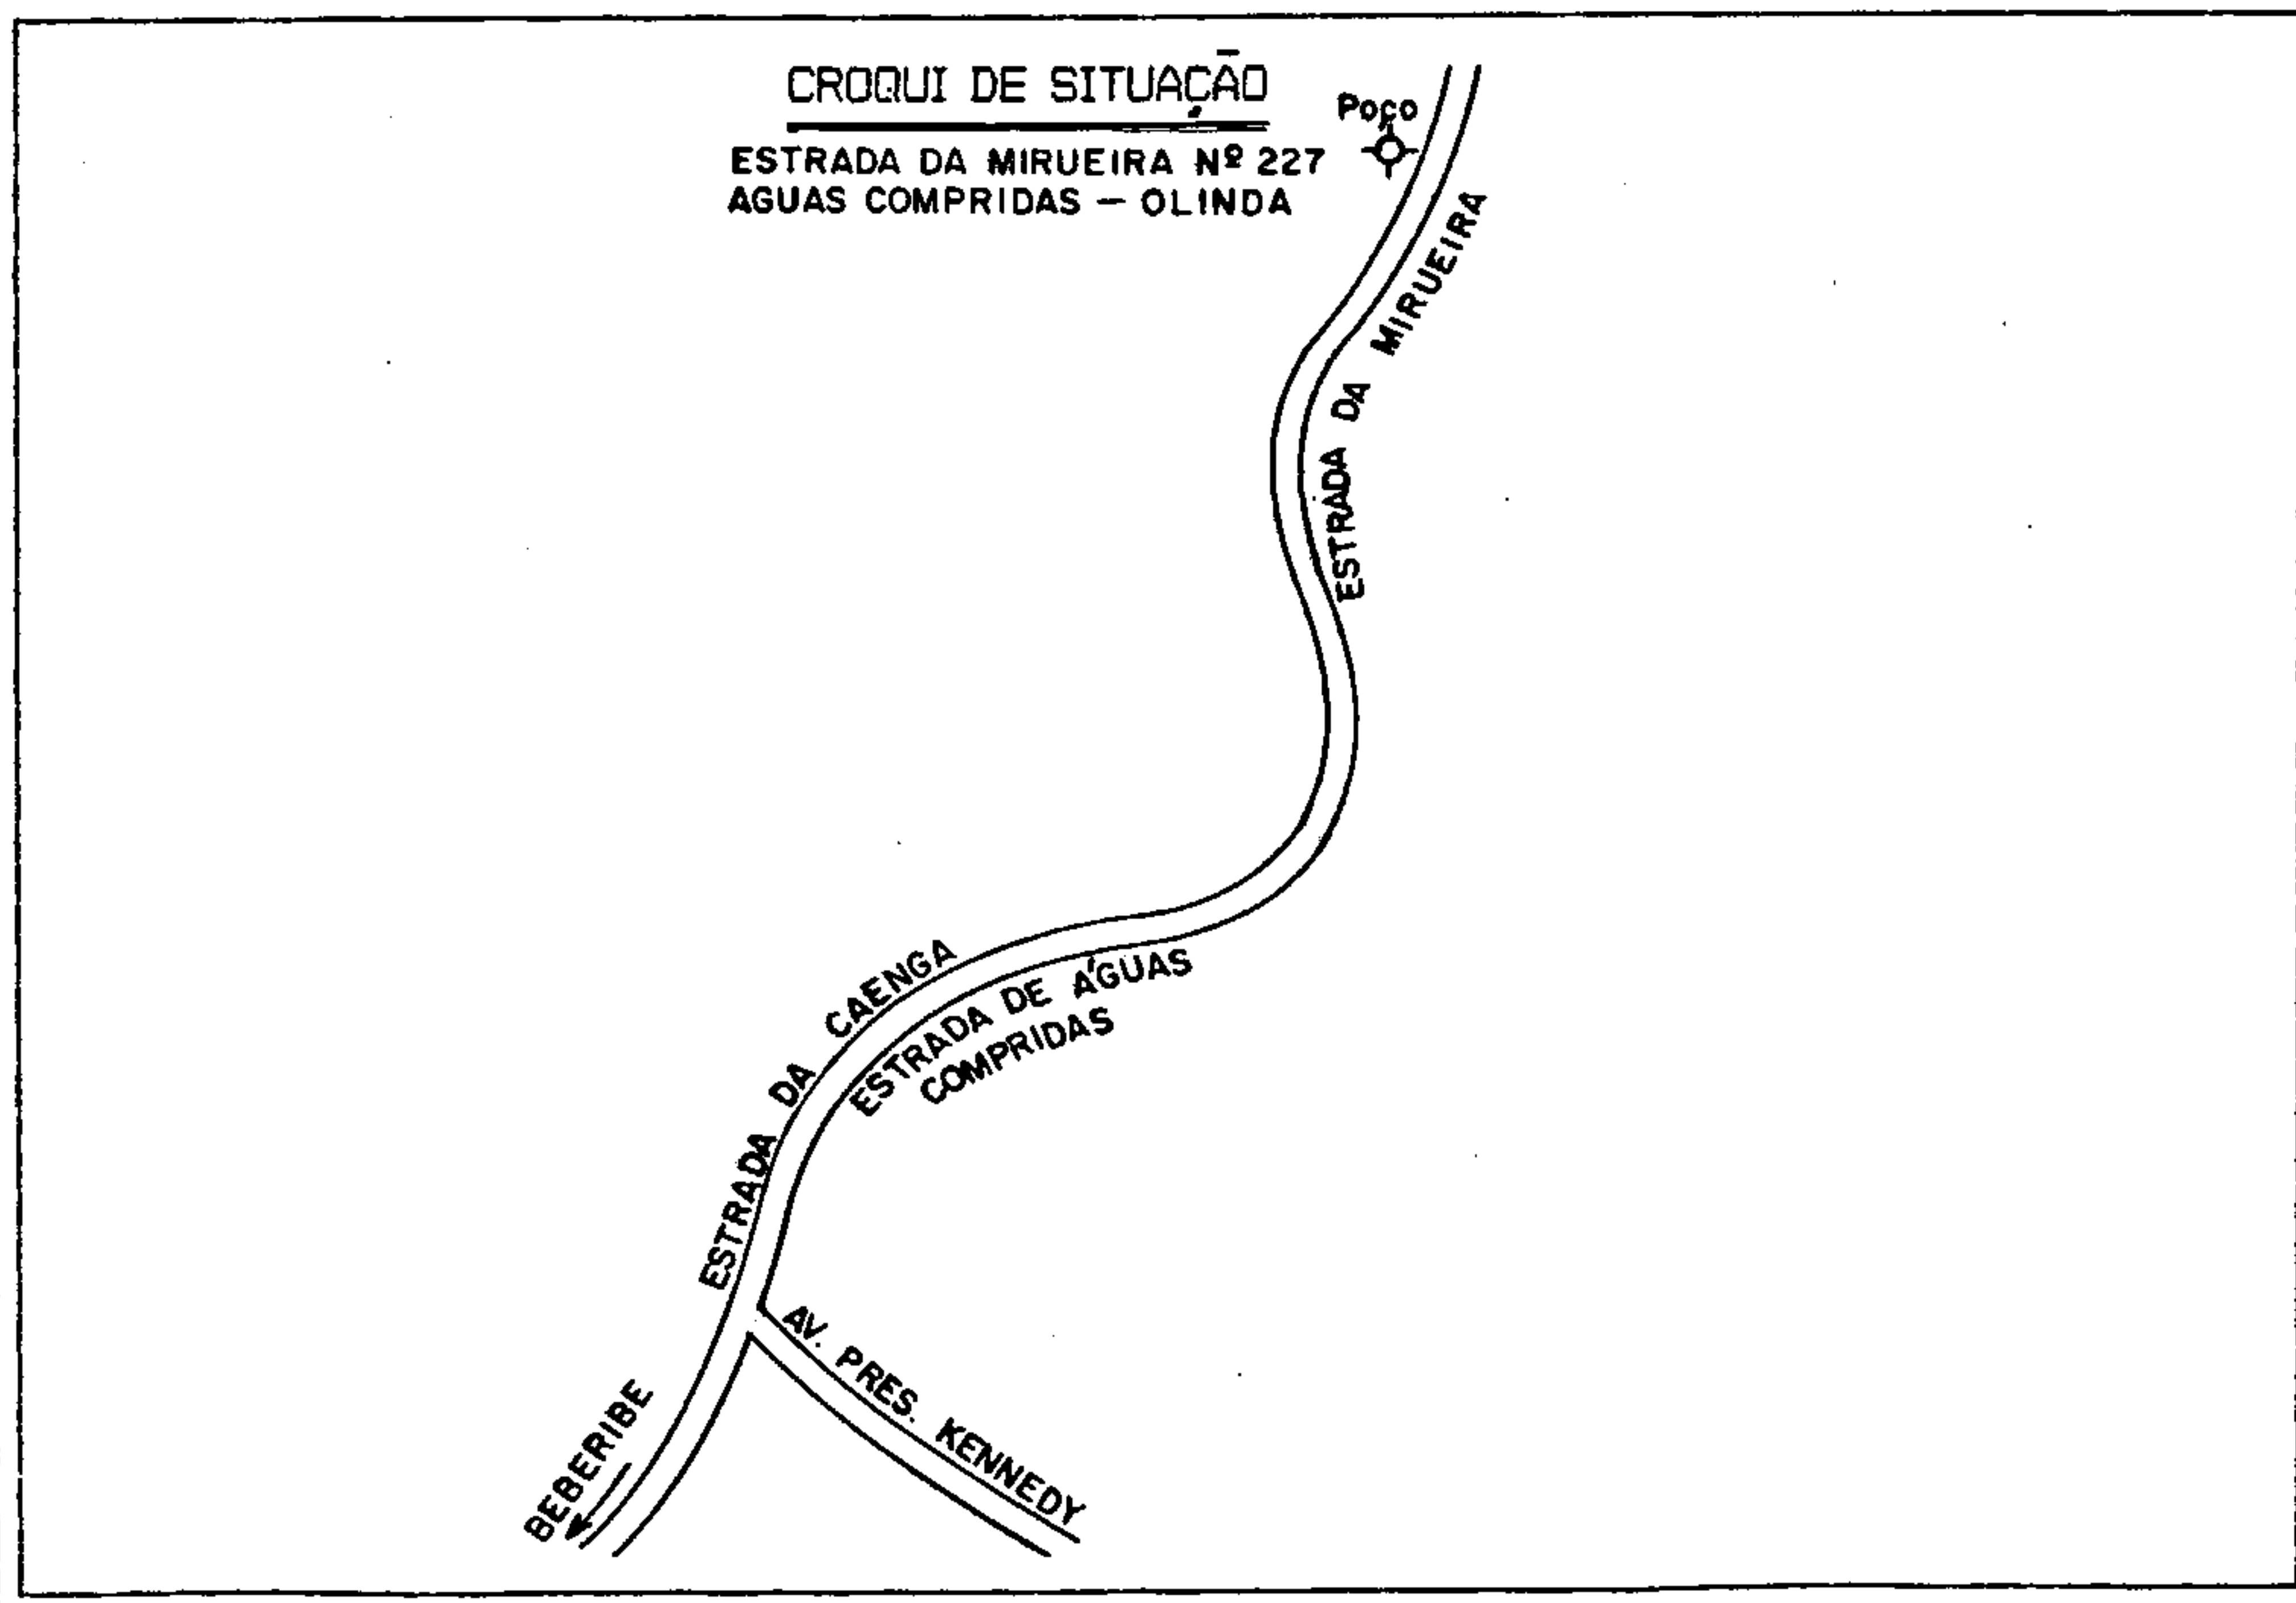 CROQUI DE SITUAÇÃO
ESTRADA DA MIRUEIRA Nº 227
AGUAS COMPRIDAS — OLINDA
Poço
ESTRADA DA MIRUEIRA
ESTRADA DA CAENGA
ESTRADA DE ÁGUAS
COMPRIDAS
AV. PRES. KENNEDY
BEBERIBE